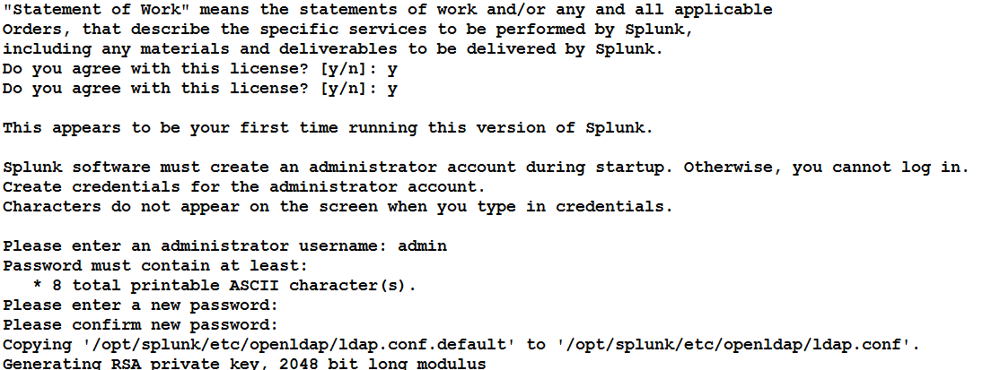 "Statement of Work" means the statements of work and/or any and all applicable
Orders, that describe the specific services to be performed by Splunk,
including any materials and deliverables to be delivered by Splunk.
Do you agree with this license? [y/n]: y
Do you agree with this license? [y/n]: y
This appears to be your first time running this version of Splunk.
Splunk software must create an administrator account during startup. Otherwise, you cannot log in.
Create credentials for the administrator account.
Characters do not appear on the screen when you type in credentials.
Please enter an administrator username: admin
Password must contain at least:
   * 8 total printable ASCII character(s).
Please enter a new password:
Please confirm new password:
Copying '/opt/splunk/etc/openldap/ldap.conf.default' to '/opt/splunk/etc/openldap/ldap.conf'.
Generating RSA private key, 2048 bit long modulus